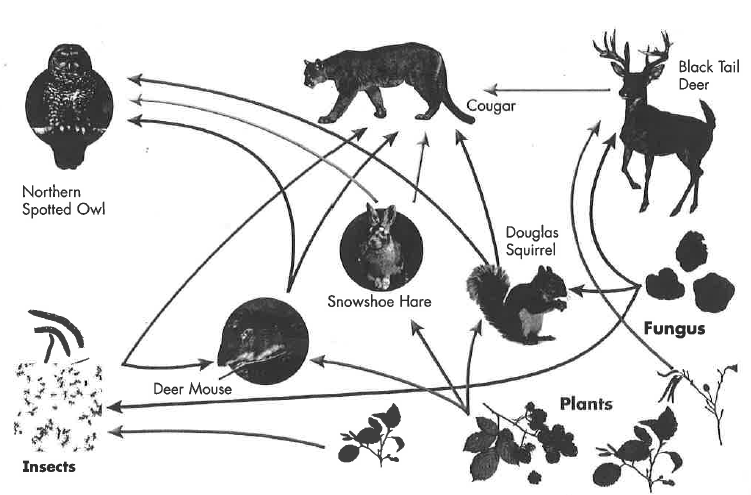 Black Tail
Deer
Cougar
Northern
Spotted Owl
Douglas
Squirrel
Snowshoe Hare
Fungus
Deer Mouse
Plants
Insects